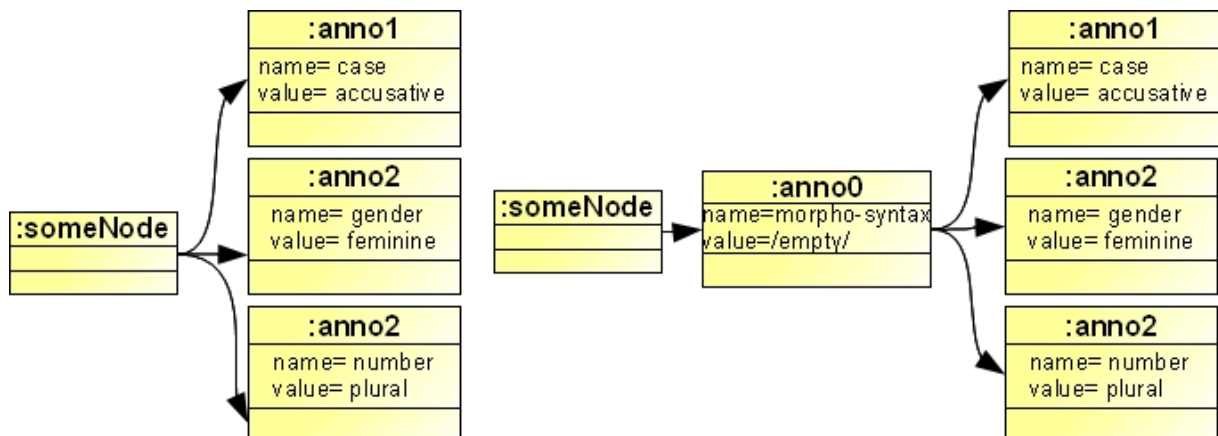 :anno1
name= case
value= accusative
:anno2
name= gender
value= feminine
:someNode
:anno2
name= number
value= plural
:someNode
:anno0
name=morpho-syntax
value=/empty/
:anno1
name= case
value= accusative
:anno2
name= gender
value= feminine
:anno2
name= number
value= plural